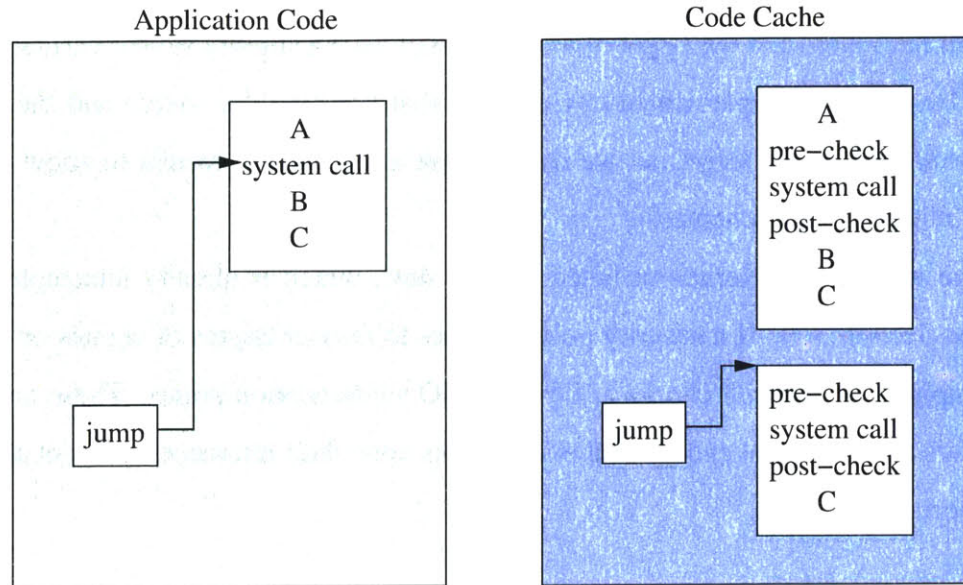 Application Code
A
system call
B
C
jump
Code Cache
A
pre−check
system call
post−check
B
C
jump
pre−check
system call
post−check
C